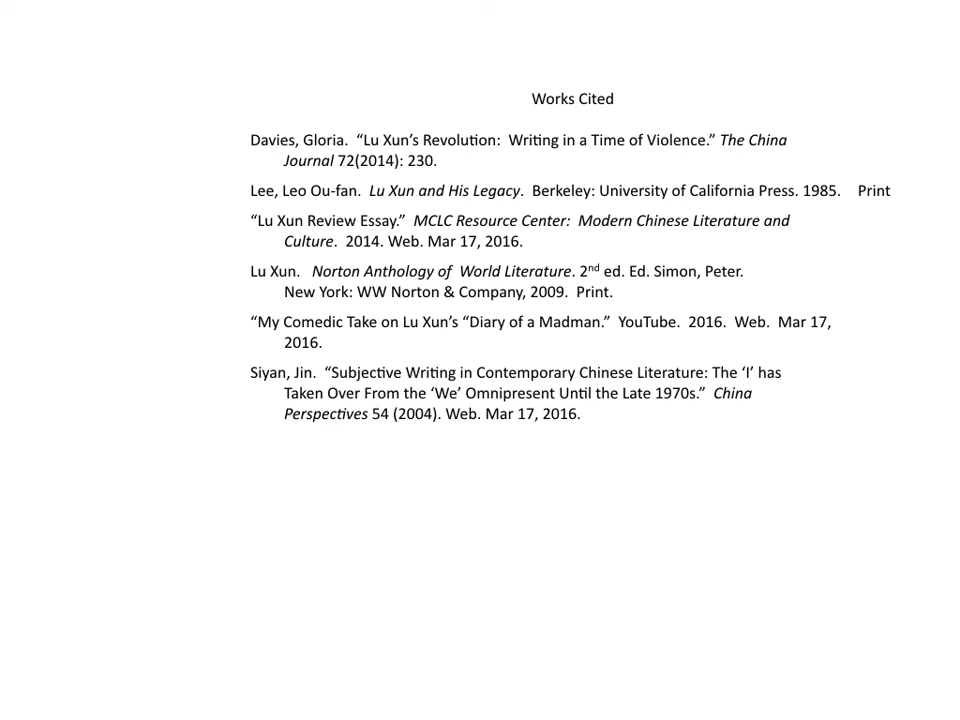 Works Cited
Davies, Gloria.  “Lu Xun’s Revolution:  Writing in a Time of Violence.” The China
Journal 72(2014): 230.
Lee, Leo Ou-fan.  Lu Xun and His Legacy.  Berkeley: University of California Press. 1985.    Print
“Lu Xun Review Essay.”  MCLC Resource Center:  Modern Chinese Literature and
Culture.  2014. Web. Mar 17, 2016.
Lu Xun.   Norton Anthology of  World Literature. 2nd ed. Ed. Simon, Peter.
New York: WW Norton & Company, 2009.  Print.
“My Comedic Take on Lu Xun’s “Diary of a Madman.”  YouTube.  2016.  Web.  Mar 17,
2016.
Siyan, Jin.  “Subjective Writing in Contemporary Chinese Literature: The ‘I’ has
Taken Over From the ‘We’ Omnipresent Until the Late 1970s.”  China
Perspectives 54 (2004). Web. Mar 17, 2016.